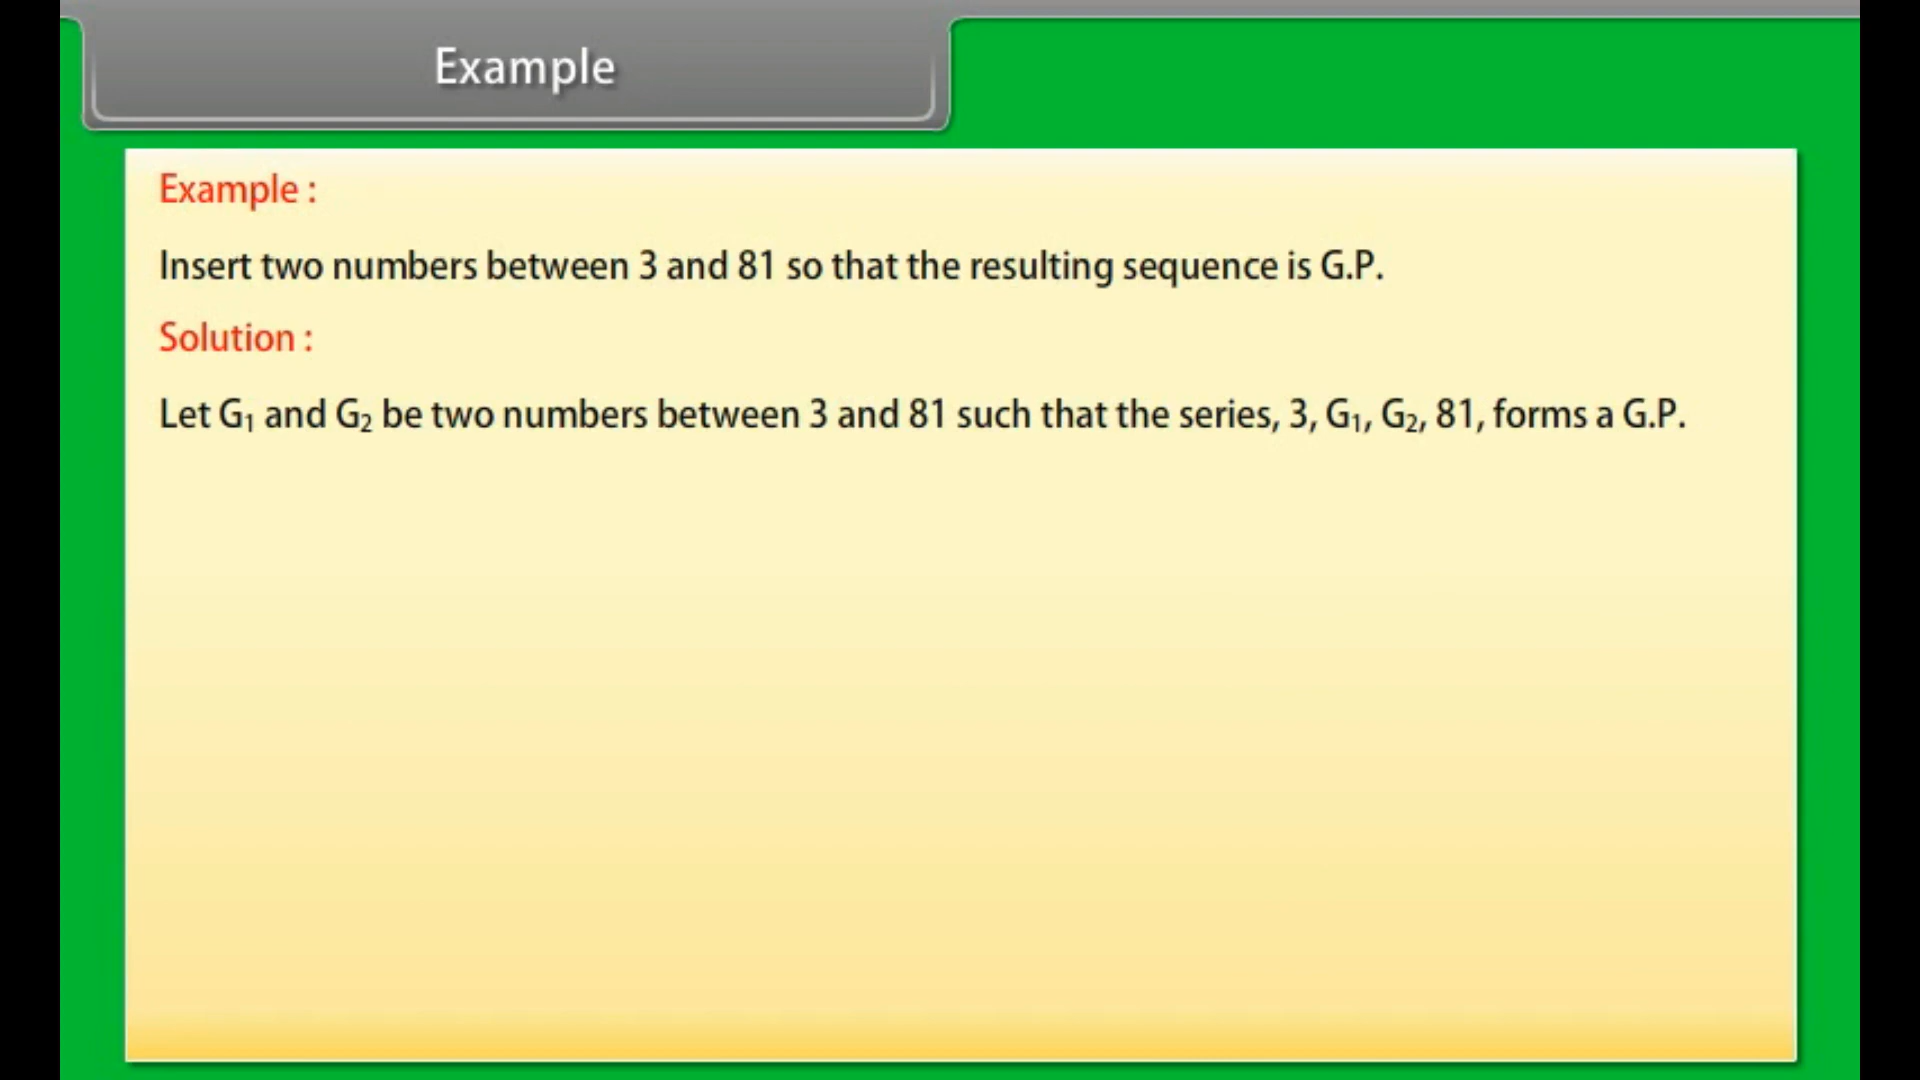 Example
Example :
Insert two numbers between 3 and 81 so that the resulting sequence is G.P.
Solution :
Let G₁ and G₂ be two numbers between 3 and 81 such that the series, 3, G₁, G₂, 81, forms a G.P.